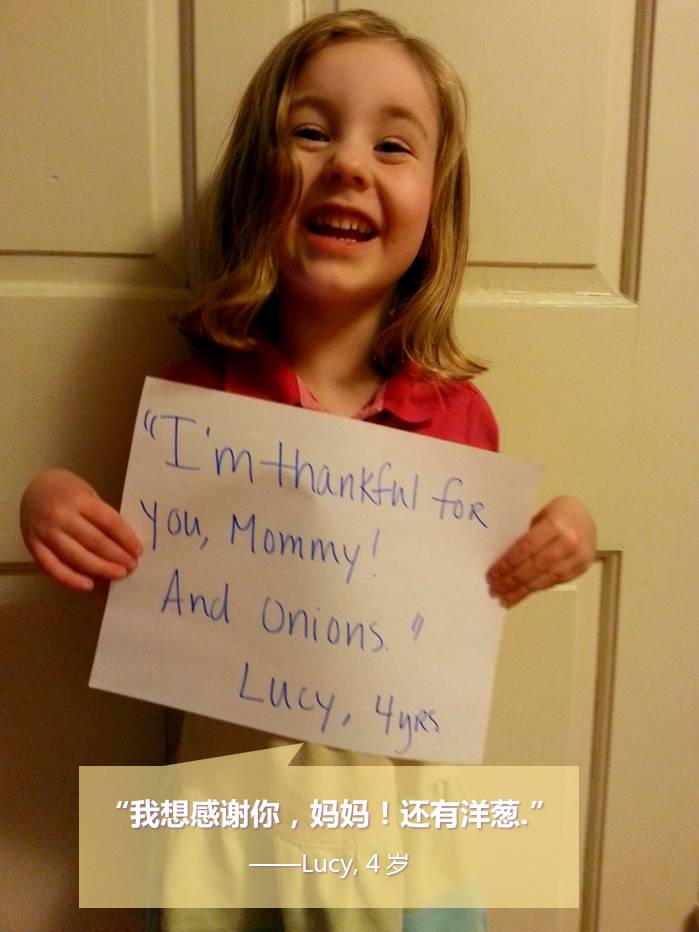 "I'm thankful for
you, Mommy!
And Onions."
Lucy, 4yrs
“我想感谢你，妈妈！还有洋葱.”
——Lucy, 4 岁